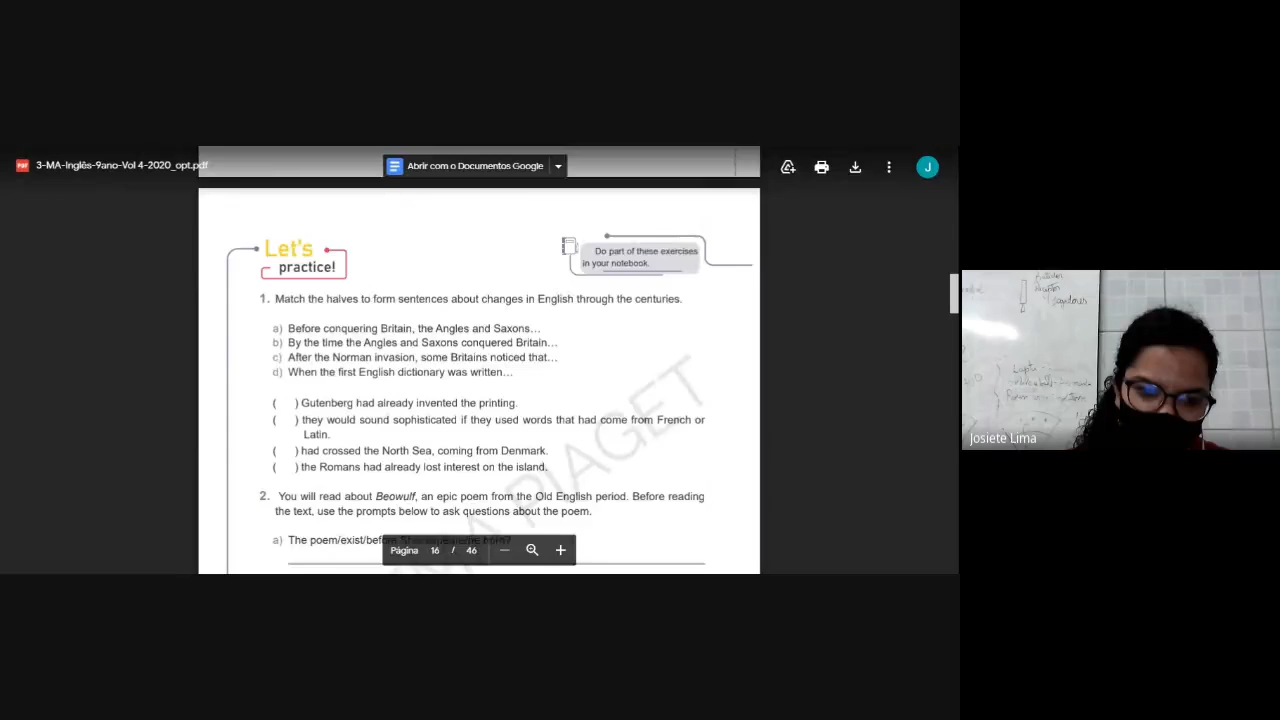 3-MA-Inglês-9ano-Vol 4-2020_opt.pdf
Abrir com o Documentos Google
J
Let's
practice!
Do part of these exercises
in your notebook.
1. Match the halves to form sentences about changes in English through the centuries.
a) Before conquering Britain, the Angles and Saxons...
b) By the time the Angles and Saxons conquered Britain...
c) After the Norman invasion, some Britains noticed that...
d) When the first English dictionary was written...
( ) Gutenberg had already invented the printing.
( ) they would sound sophisticated if they used words that had come from French or
Latin.
( ) had crossed the North Sea, coming from Denmark.
( ) the Romans had already lost interest on the island.
2. You will read about Beowulf, an epic poem from the Old English period. Before reading
the text, use the prompts below to ask questions about the poem.
a) The poem/exist/before
Página 16 / 46
PIAGET
Josiete Lima